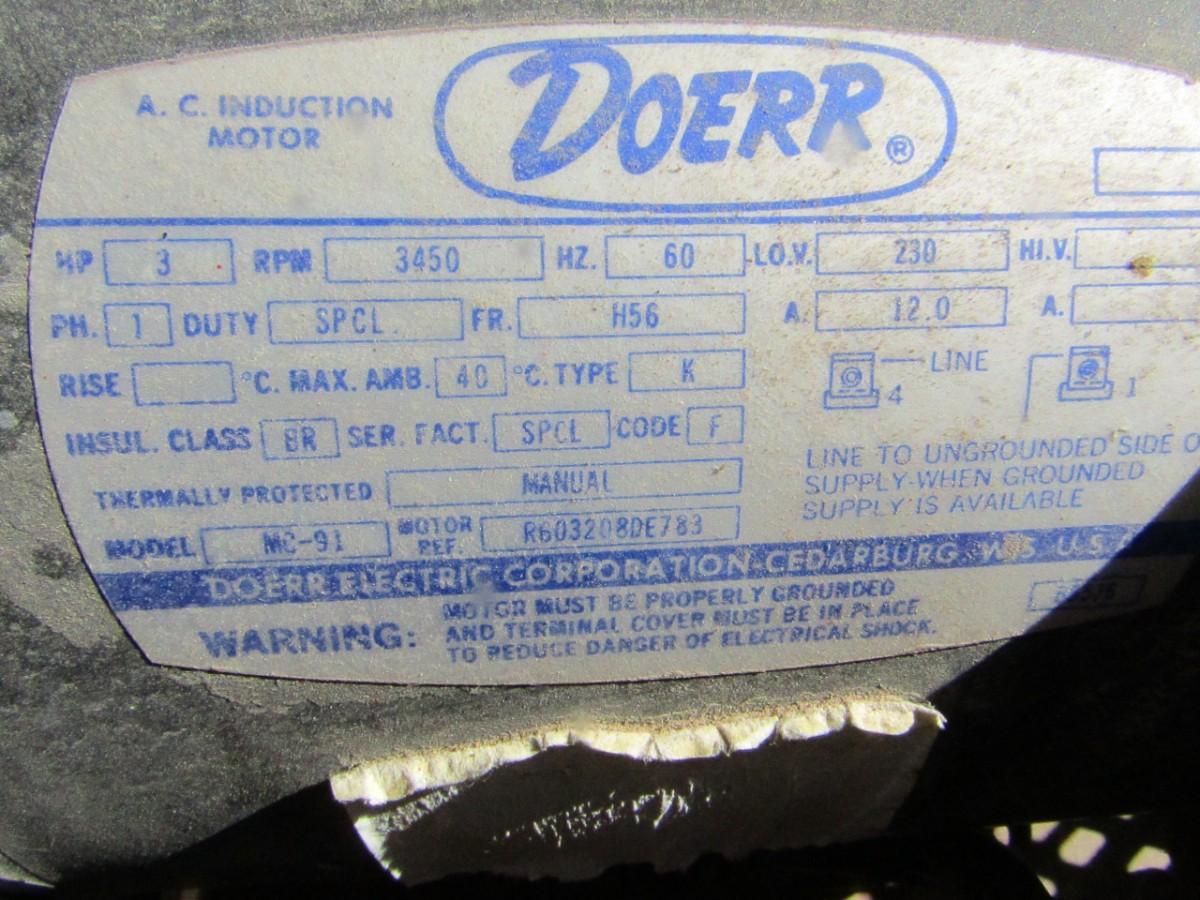 A. C. INDUCTION
MOTOR
DOERR ®
HP 3 RPM 3450 HZ. 60 LO.V. 230 HI.V.
PH. 1 DUTY SPCL. FR. H56 A. 12.0 A.
RISE °C. MAX. AMB. 40 °C. TYPE K
4 LINE 1
INSUL. CLASS BR SER. FACT. SPCL CODE F
LINE TO UNGROUNDED SIDE O
SUPPLY-WHEN GROUNDED
SUPPLY IS AVAILABLE
THERMALLY PROTECTED MANUAL
MODEL MC-91 MOTOR REF. R603208DE783
DOERR ELECTRIC CORPORATION-CEDARBURG WIS U.S.
WARNING: MOTOR MUST BE PROPERLY GROUNDED
AND TERMINAL COVER MUST BE IN PLACE
TO REDUCE DANGER OF ELECTRICAL SHOCK.